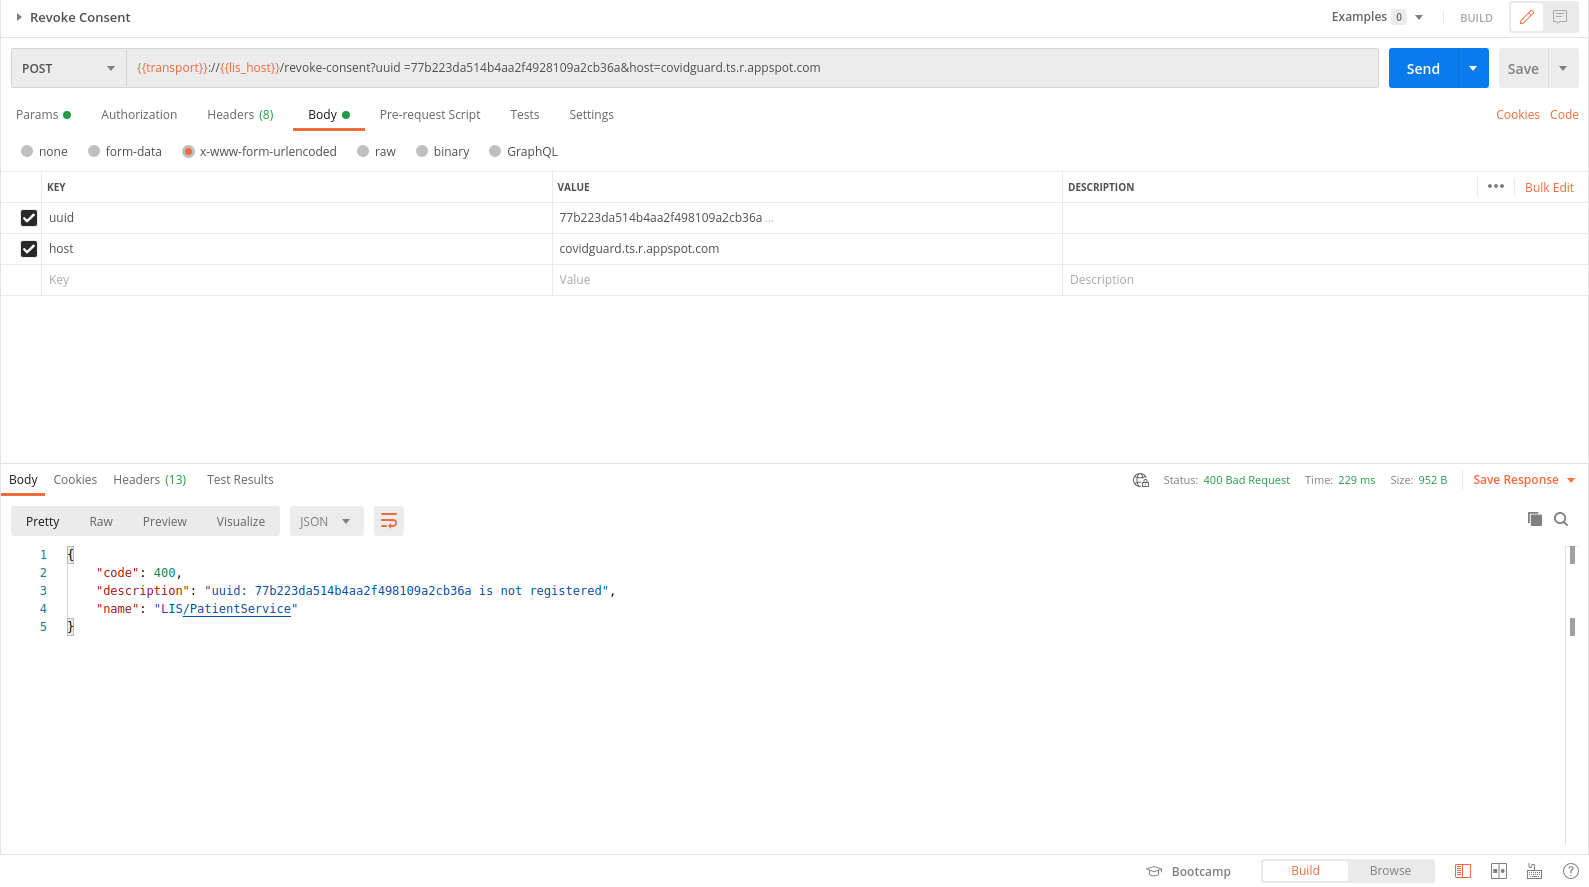 Revoke Consent
Examples 0
BUILD
POST
{{transport}}://{{lis_host}}/revoke-consent?uuid =77b223da514b4aa2f4928109a2cb36a&host=covidguard.ts.r.appspot.com
Send
Save
Params
Authorization
Headers (8)
Body
Pre-request Script
Tests
Settings
Cookies
Code
none
form-data
x-www-form-urlencoded
raw
binary
GraphQL
KEY
VALUE
DESCRIPTION
Bulk Edit
uuid
77b223da514b4aa2f498109a2cb36a ...
host
covidguard.ts.r.appspot.com
Key
Value
Description
Body
Cookies
Headers (13)
Test Results
Status: 400 Bad Request
Time: 229 ms
Size: 952 B
Save Response
Pretty
Raw
Preview
Visualize
JSON
1 {
2 "code": 400,
3 "description": "uuid: 77b223da514b4aa2f498109a2cb36a is not registered",
4 "name": "LIS/PatientService"
5 }
Bootcamp
Build
Browse